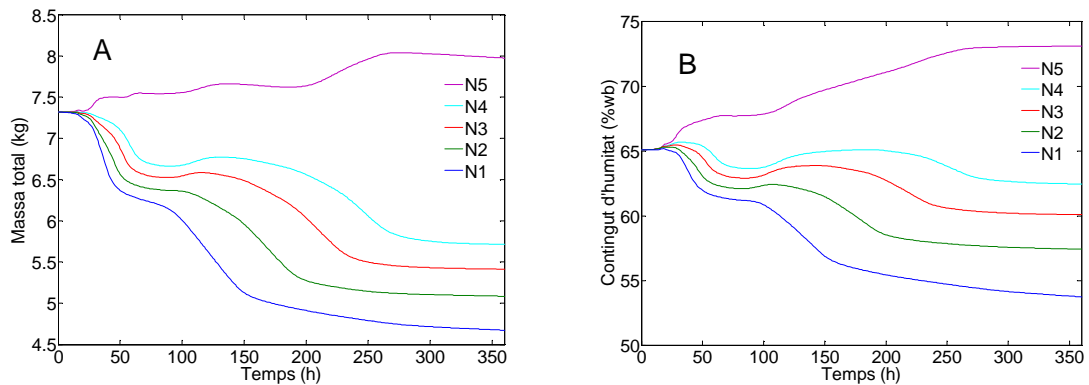 A
Massa total (kg)
8.5
8
7.5
7
6.5
6
5.5
5
4.5
0
50
100
150
200
250
300
350
Temps (h)
N5
N4
N3
N2
N1
B
Contingut d'humitat (%wb)
75
70
65
60
55
50
0
50
100
150
200
250
300
350
Temps (h)
N5
N4
N3
N2
N1